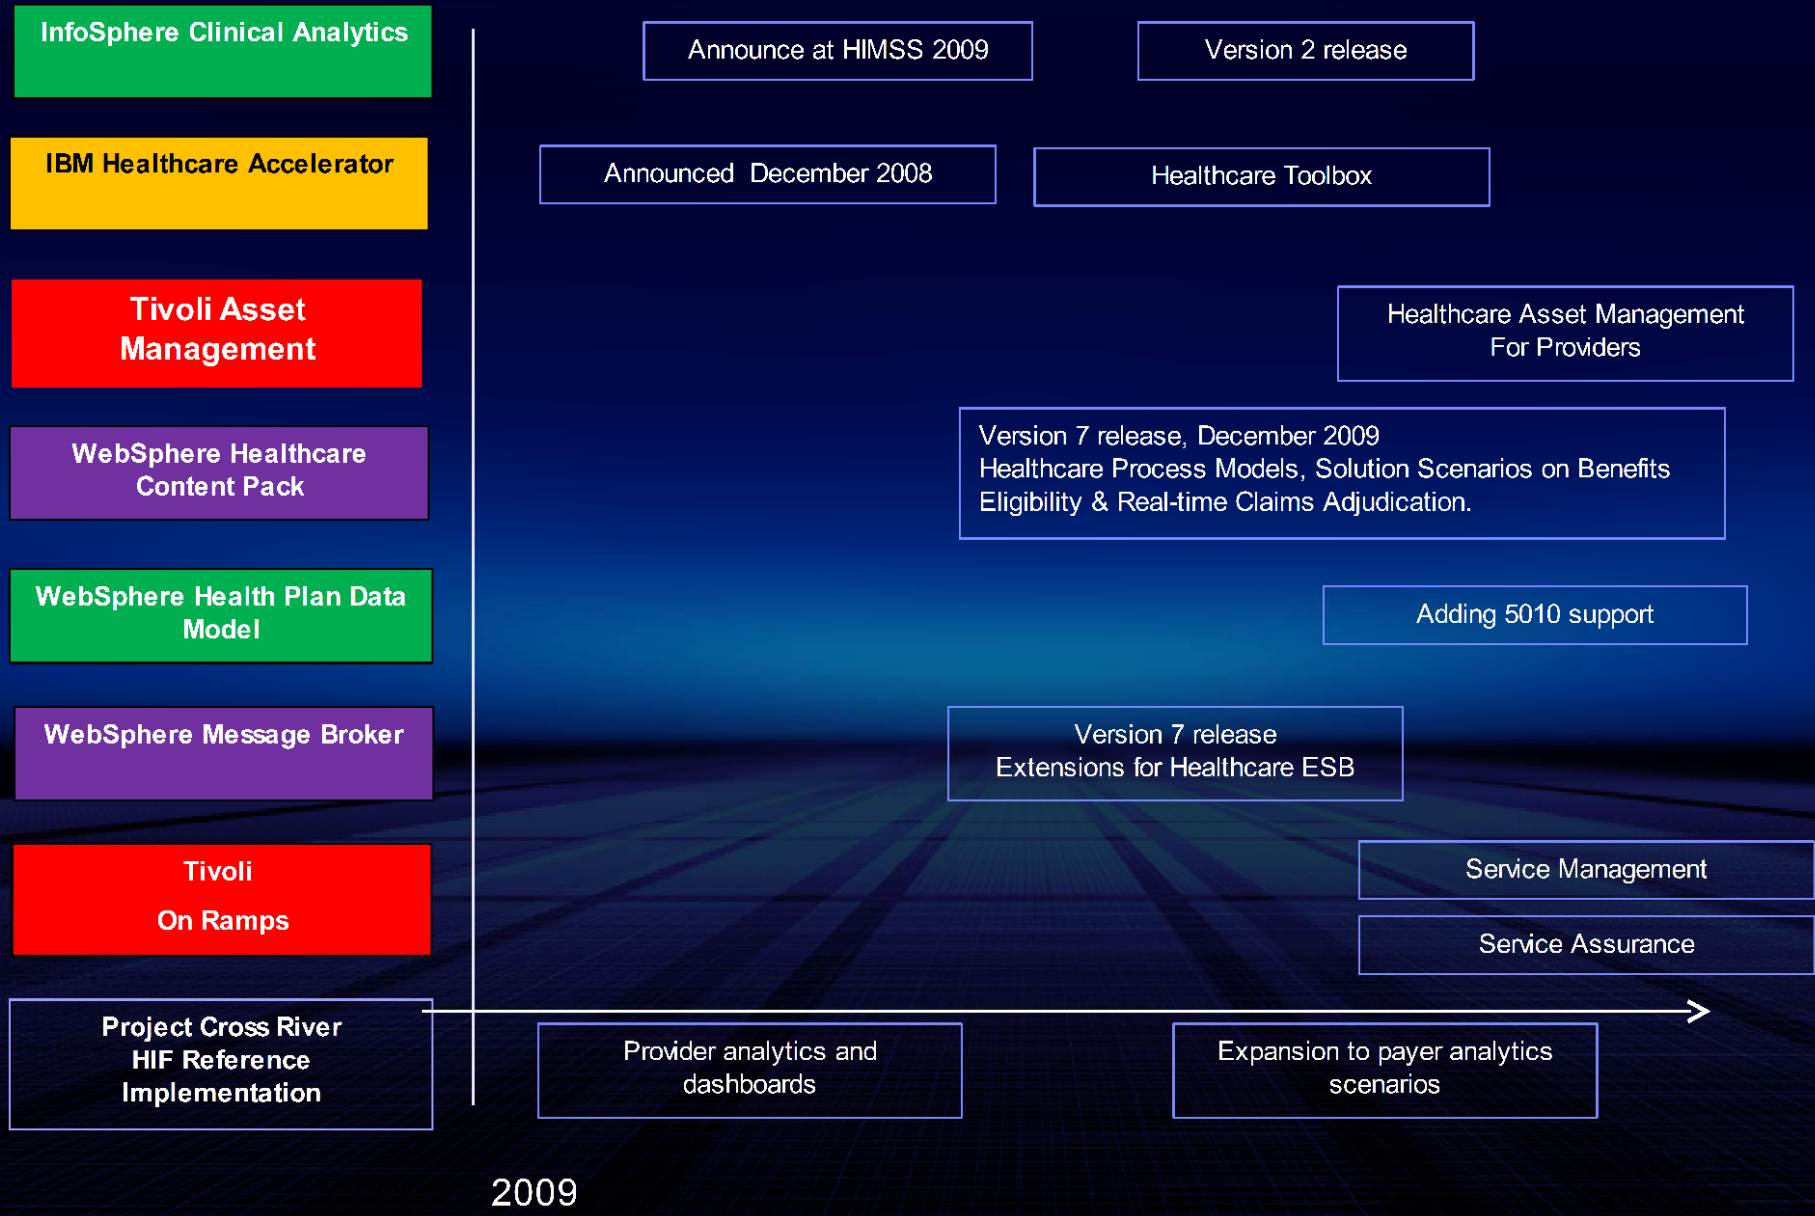 InfoSphere Clinical Analytics
Announce at HIMSS 2009
Version 2 release
IBM Healthcare Accelerator
Announced December 2008
Healthcare Toolbox
Tivoli Asset
Management
Healthcare Asset Management
For Providers
WebSphere Healthcare
Content Pack
Version 7 release, December 2009
Healthcare Process Models, Solution Scenarios on Benefits
Eligibility & Real-time Claims Adjudication.
WebSphere Health Plan Data
Model
Adding 5010 support
WebSphere Message Broker
Version 7 release
Extensions for Healthcare ESB
Tivoli
On Ramps
Service Management
Service Assurance
Project Cross River
HIF Reference
Implementation
Provider analytics and
dashboards
Expansion to payer analytics
scenarios
2009